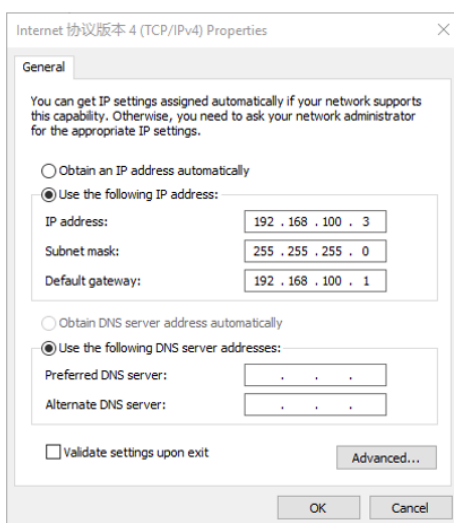 Internet 协议版本 4 (TCP/IPv4) Properties
General
You can get IP settings assigned automatically if your network supports
this capability. Otherwise, you need to ask your network administrator
for the appropriate IP settings.
Obtain an IP address automatically
Use the following IP address:
IP address: 192 . 168 . 100 . 3
Subnet mask: 255 . 255 . 255 . 0
Default gateway: 192 . 168 . 100 . 1
Obtain DNS server address automatically
Use the following DNS server addresses:
Preferred DNS server: . . .
Alternate DNS server: . . .
Validate settings upon exit
Advanced...
OK Cancel